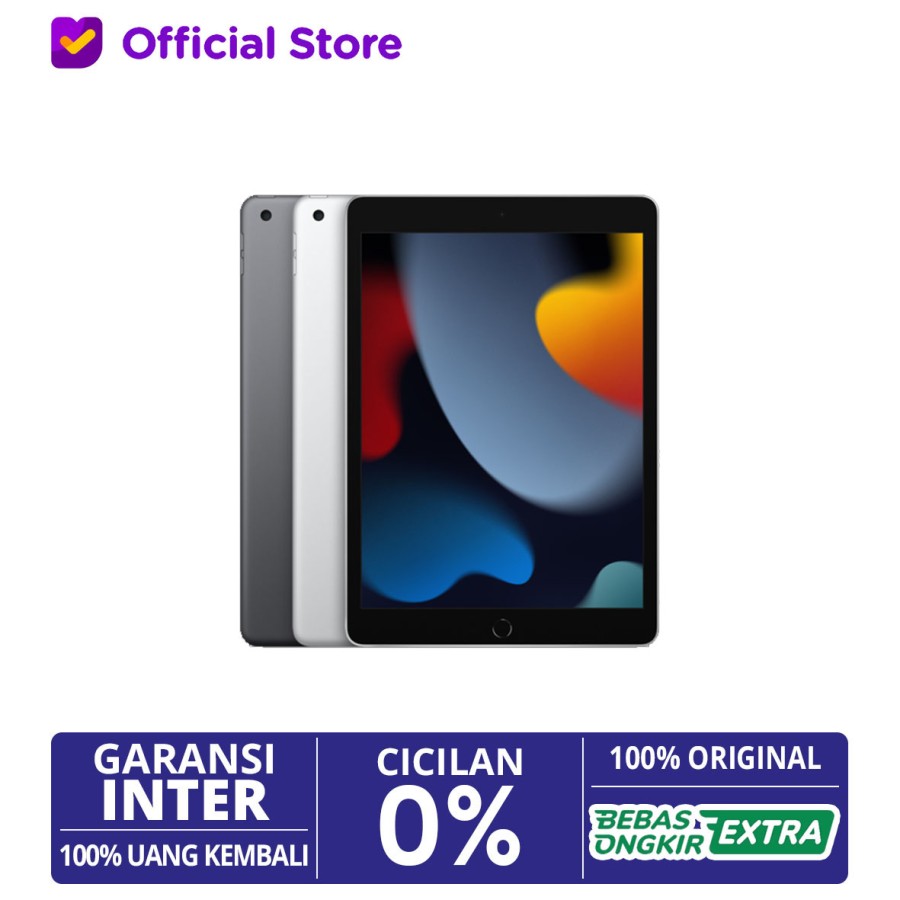 Official Store
GARANSI
INTER
100% UANG KEMBALI
CICILAN
0%
100% ORIGINAL
BEBAS
ONGKIR
EXTRA